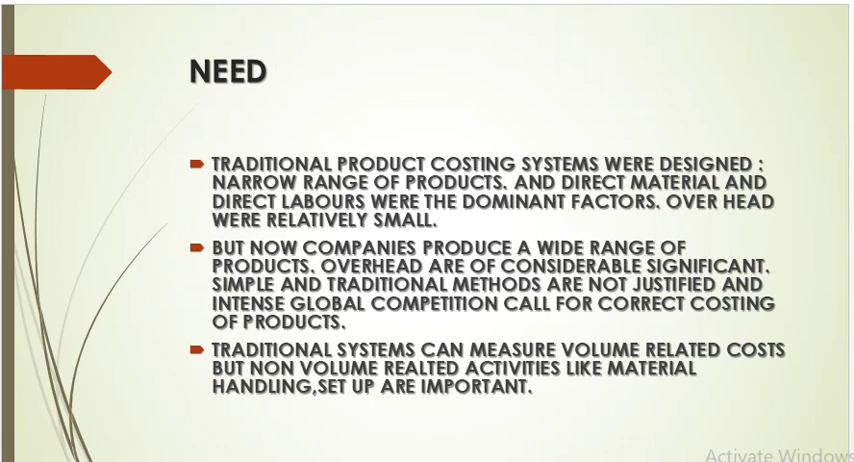 NEED
TRADITIONAL PRODUCT COSTING SYSTEMS WERE DESIGNED :
NARROW RANGE OF PRODUCTS. AND DIRECT MATERIAL AND
DIRECT LABOURS WERE THE DOMINANT FACTORS. OVER HEAD
WERE RELATIVELY SMALL.
BUT NOW COMPANIES PRODUCE A WIDE RANGE OF
PRODUCTS. OVERHEAD ARE OF CONSIDERABLE SIGNIFICANT.
SIMPLE AND TRADITIONAL METHODS ARE NOT JUSTIFIED AND
INTENSE GLOBAL COMPETITION CALL FOR CORRECT COSTING
OF PRODUCTS.
TRADITIONAL SYSTEMS CAN MEASURE VOLUME RELATED COSTS
BUT NON VOLUME REALTED ACTIVITIES LIKE MATERIAL
HANDLING,SET UP ARE IMPORTANT.
Activate Windows